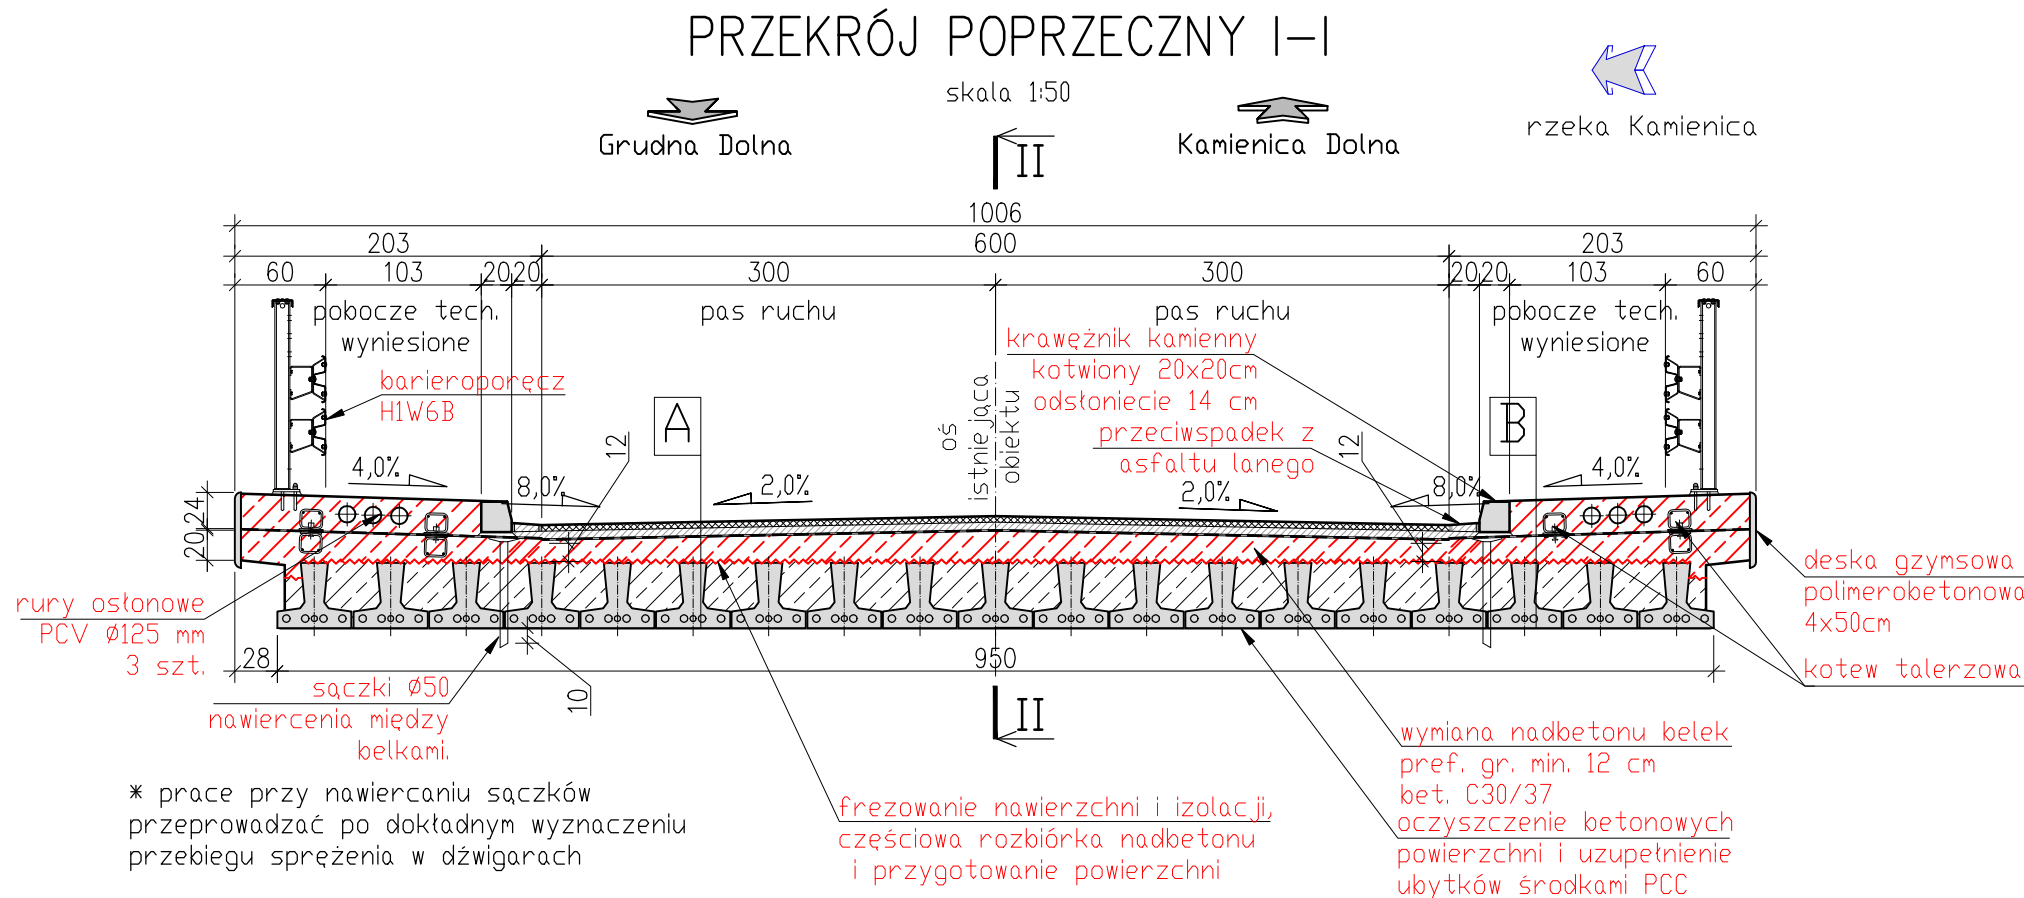 PRZEKRÓJ POPRZECZNY I-I
skala 1:50
Grudna Dolna
Kamienica Dolna
rzeka Kamienica
II
1006
203
600
203
60
103
20
20
300
300
20
20
103
60
pobocze tech.
wyniesione
pas ruchu
pas ruchu
pobocze tech.
wyniesione
barieroporęcz
H1W6B
krawężnik kamienny
kotwiony 20x20cm
odsłoniecie 14 cm
przeciwspadek z
asfaltu lanego
oś
istniejąca
obiektu
A
B
12
12
4,0%
8,0%
2,0%
2,0%
8,0%
4,0%
24
20
rury osłonowe
PCV Ø125 mm
3 szt.
28
950
10
sączki Ø50
nawiercenia między
belkami.
II
deska gzymsowa
polimerobetonowa
4x50cm
kotew talerzowa
wymiana nadbetonu belek
pref. gr. min. 12 cm
bet. C30/37
oczyszczenie betonowych
powierzchni i uzupełnienie
ubytków środkami PCC
frezowanie nawierzchni i izolacji,
częściowa rozbiórka nadbetonu
i przygotowanie powierzchni
* prace przy nawiercaniu sączków
przeprowadzać po dokładnym wyznaczeniu
przebiegu sprężenia w dźwigarach